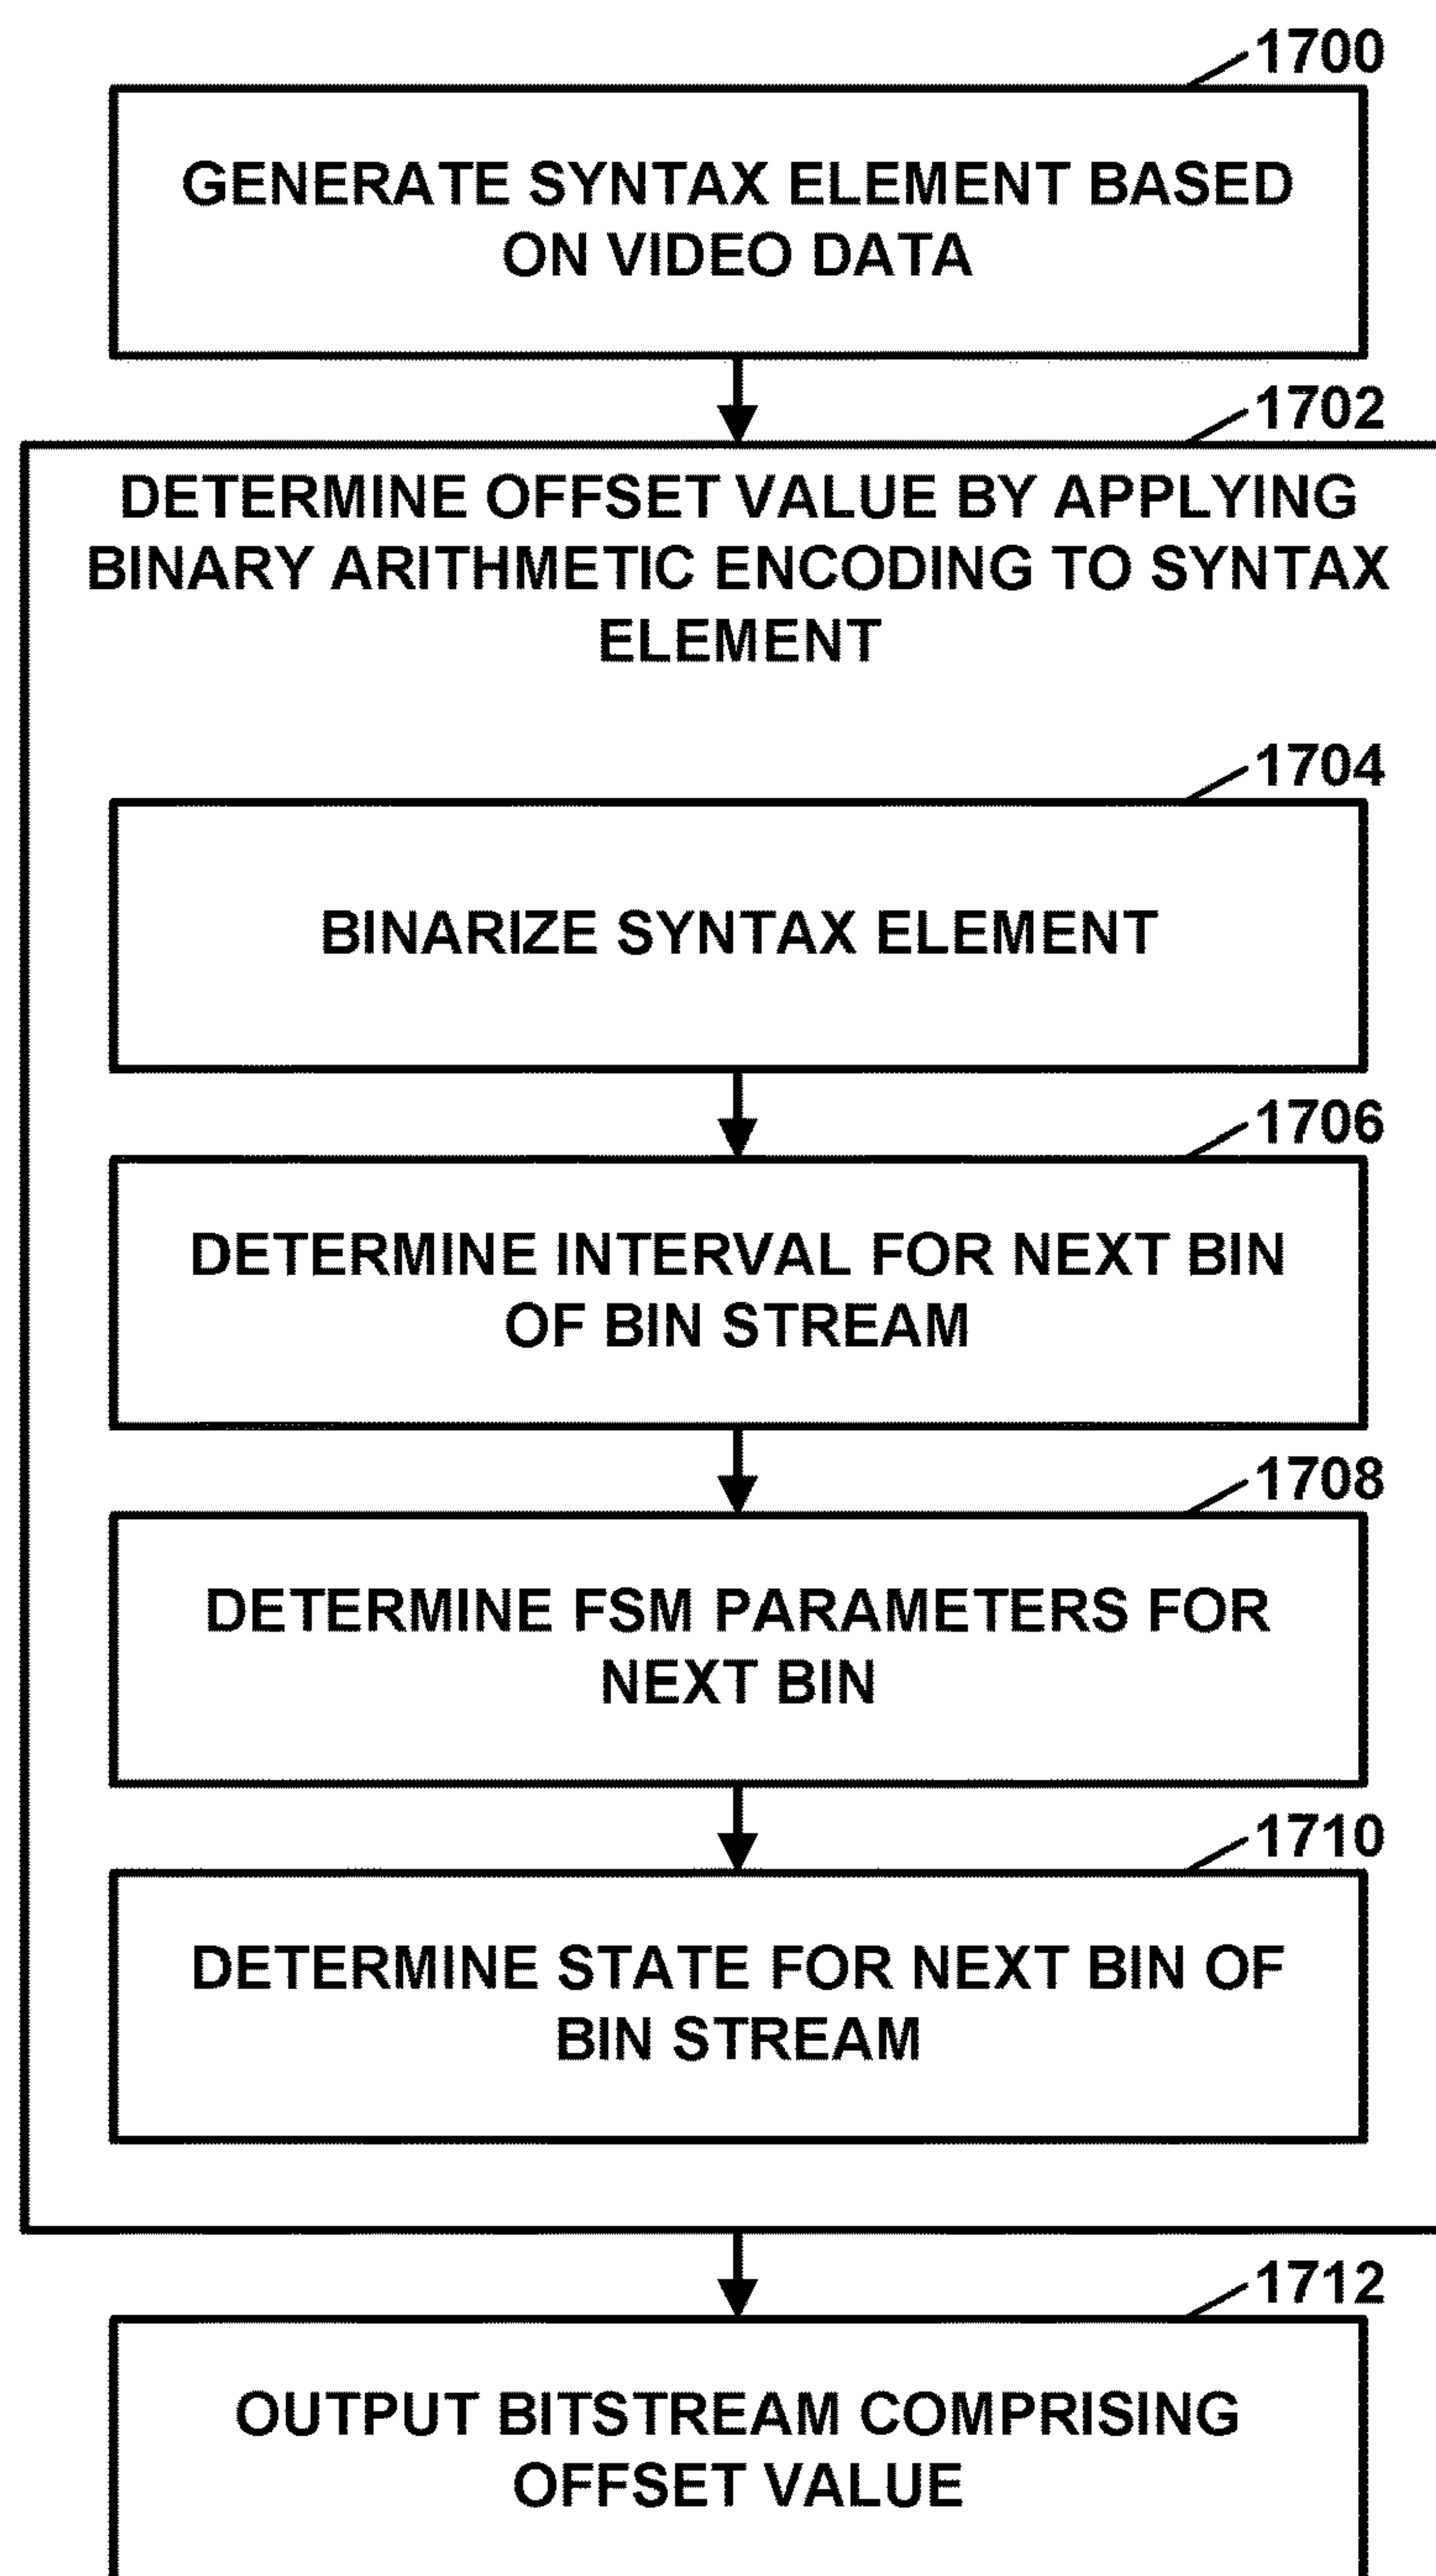 1700
GENERATE SYNTAX ELEMENT BASED
ON VIDEO DATA
1702
DETERMINE OFFSET VALUE BY APPLYING
BINARY ARITHMETIC ENCODING TO SYNTAX
ELEMENT
1704
BINARIZE SYNTAX ELEMENT
1706
DETERMINE INTERVAL FOR NEXT BIN
OF BIN STREAM
1708
DETERMINE FSM PARAMETERS FOR
NEXT BIN
1710
DETERMINE STATE FOR NEXT BIN OF
BIN STREAM
1712
OUTPUT BITSTREAM COMPRISING
OFFSET VALUE